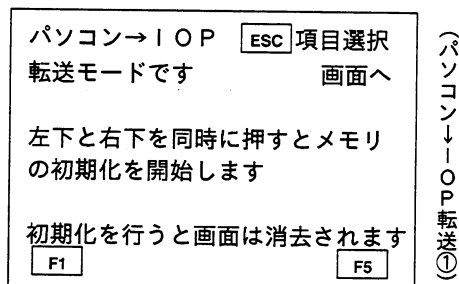 パソコン→IOP ESC 項目選択
転送モードです 画面へ
左下と右下を同時に押すとメモリ
の初期化を開始します
初期化を行うと画面は消去されます
F1 F5
(パソコン→IOP転送①)